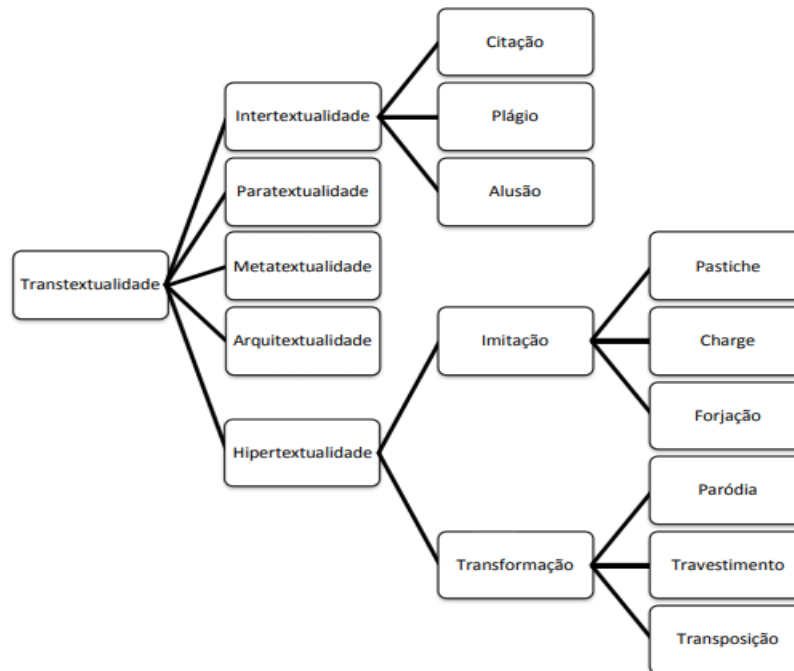 Transtextualidade
Intertextualidade
Citação
Plágio
Alusão
Paratextualidade
Metatextualidade
Arquitextualidade
Hipertextualidade
Imitação
Pastiche
Charge
Forjação
Transformação
Paródia
Travestimento
Transposição